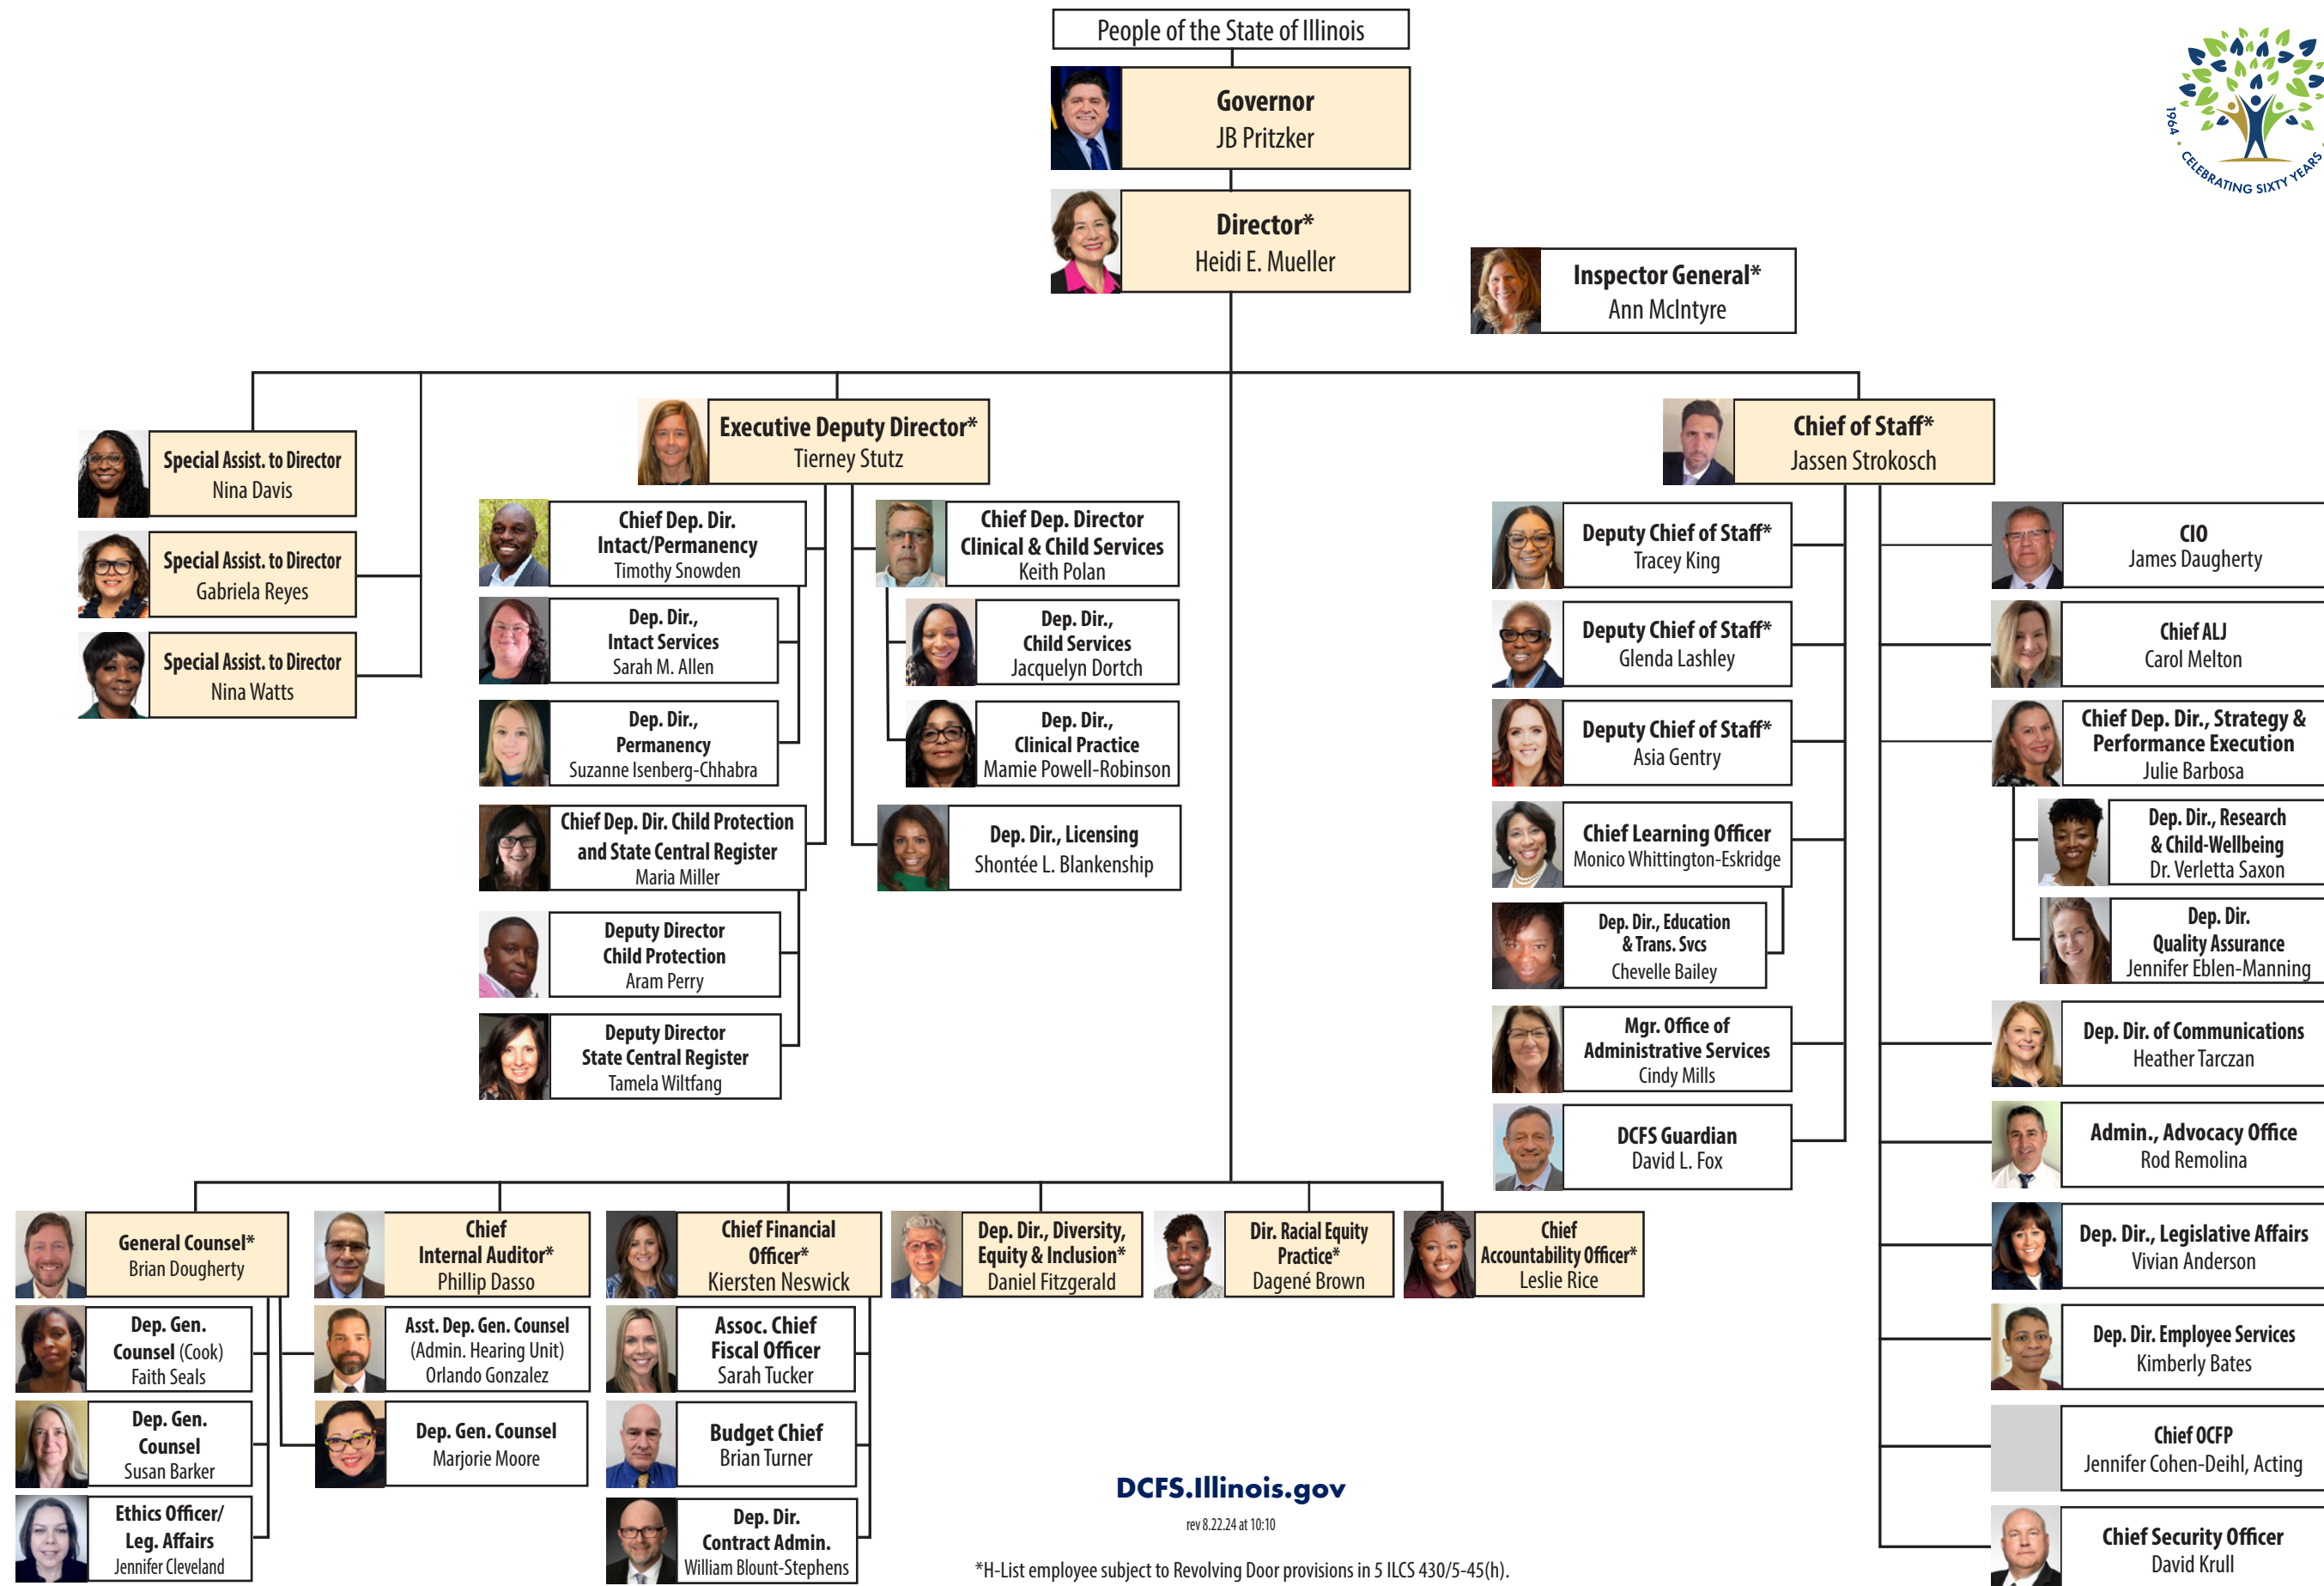 People of the State of Illinois
Governor
JB Pritzker
Director*
Heidi E. Mueller
Inspector General*
Ann McIntyre
1964 • CELEBRATING SIXTY YEARS •
Special Assist. to Director
Nina Davis
Special Assist. to Director
Gabriela Reyes
Special Assist. to Director
Nina Watts
Executive Deputy Director*
Tierney Stutz
Chief Dep. Dir.
Intact/Permanency
Timothy Snowden
Dep. Dir.,
Intact Services
Sarah M. Allen
Dep. Dir.,
Permanency
Suzanne Isenberg-Chhabra
Chief Dep. Dir. Child Protection
and State Central Register
Maria Miller
Deputy Director
Child Protection
Aram Perry
Deputy Director
State Central Register
Tamela Wiltfang
Chief Dep. Director
Clinical & Child Services
Keith Polan
Dep. Dir.,
Child Services
Jacquelyn Dortch
Dep. Dir.,
Clinical Practice
Mamie Powell-Robinson
Dep. Dir., Licensing
Shontée L. Blankenship
Chief of Staff*
Jassen Strokosch
Deputy Chief of Staff*
Tracey King
Deputy Chief of Staff*
Glenda Lashley
Deputy Chief of Staff*
Asia Gentry
Chief Learning Officer
Monico Whittington-Eskridge
Dep. Dir., Education
& Trans. Svcs
Chevelle Bailey
Mgr. Office of
Administrative Services
Cindy Mills
DCFS Guardian
David L. Fox
CIO
James Daugherty
Chief ALJ
Carol Melton
Chief Dep. Dir., Strategy &
Performance Execution
Julie Barbosa
Dep. Dir., Research
& Child-Wellbeing
Dr. Verletta Saxon
Dep. Dir.
Quality Assurance
Jennifer Eblen-Manning
Dep. Dir. of Communications
Heather Tarczan
Admin., Advocacy Office
Rod Remolina
Dep. Dir., Legislative Affairs
Vivian Anderson
Dep. Dir. Employee Services
Kimberly Bates
Chief OCFP
Jennifer Cohen-Deihl, Acting
Chief Security Officer
David Krull
General Counsel*
Brian Dougherty
Dep. Gen.
Counsel (Cook)
Faith Seals
Dep. Gen.
Counsel
Susan Barker
Ethics Officer/
Leg. Affairs
Jennifer Cleveland
Chief
Internal Auditor*
Phillip Dasso
Asst. Dep. Gen. Counsel
(Admin. Hearing Unit)
Orlando Gonzalez
Dep. Gen. Counsel
Marjorie Moore
Chief Financial
Officer*
Kiersten Neswick
Assoc. Chief
Fiscal Officer
Sarah Tucker
Budget Chief
Brian Turner
Dep. Dir.
Contract Admin.
William Blount-Stephens
Dep. Dir., Diversity,
Equity & Inclusion*
Daniel Fitzgerald
Dir. Racial Equity
Practice*
Dagené Brown
Chief
Accountability Officer*
Leslie Rice
DCFS.Illinois.gov
rev 8.22.24 at 10:10
*H-List employee subject to Revolving Door provisions in 5 ILCS 430/5-45(h).